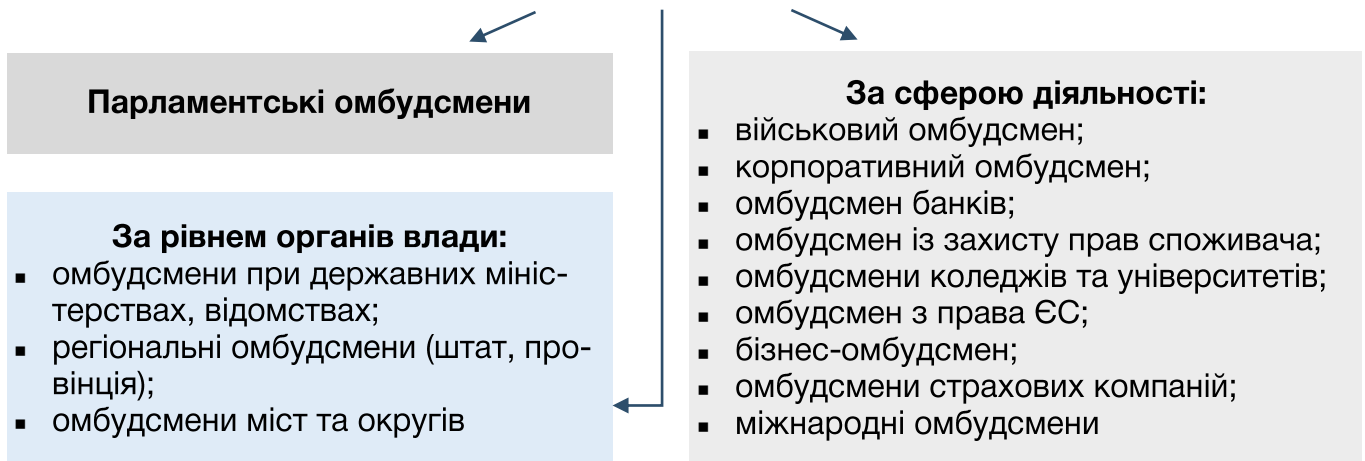 Парламентські омбудсмени
За рівнем органів влади:
▪ омбудсмени при державних мініс-
терствах, відомствах;
▪ регіональні омбудсмени (штат, про-
вінція);
▪ омбудсмени міст та округів
За сферою діяльності:
▪ військовий омбудсмен;
▪ корпоративний омбудсмен;
▪ омбудсмен банків;
▪ омбудсмен із захисту прав споживача;
▪ омбудсмени коледжів та університетів;
▪ омбудсмен з права ЄС;
▪ бізнес-омбудсмен;
▪ омбудсмени страхових компаній;
▪ міжнародні омбудсмени